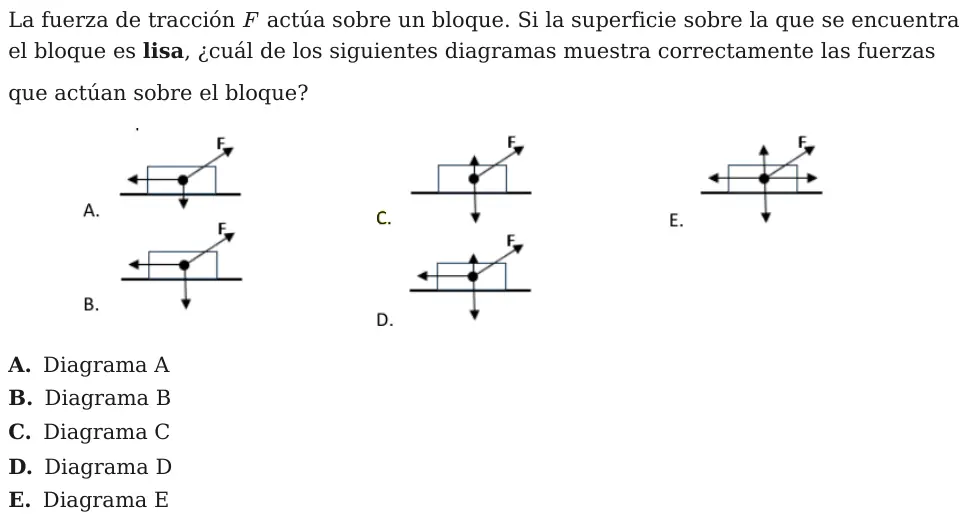 La fuerza de tracción F actúa sobre un bloque. Si la superficie sobre la que se encuentra
el bloque es lisa, ¿cuál de los siguientes diagramas muestra correctamente las fuerzas
que actúan sobre el bloque?
F
F
F
A.
C.
E.
F
F
B.
D.
A. Diagrama A
B. Diagrama B
C. Diagrama C
D. Diagrama D
E. Diagrama E